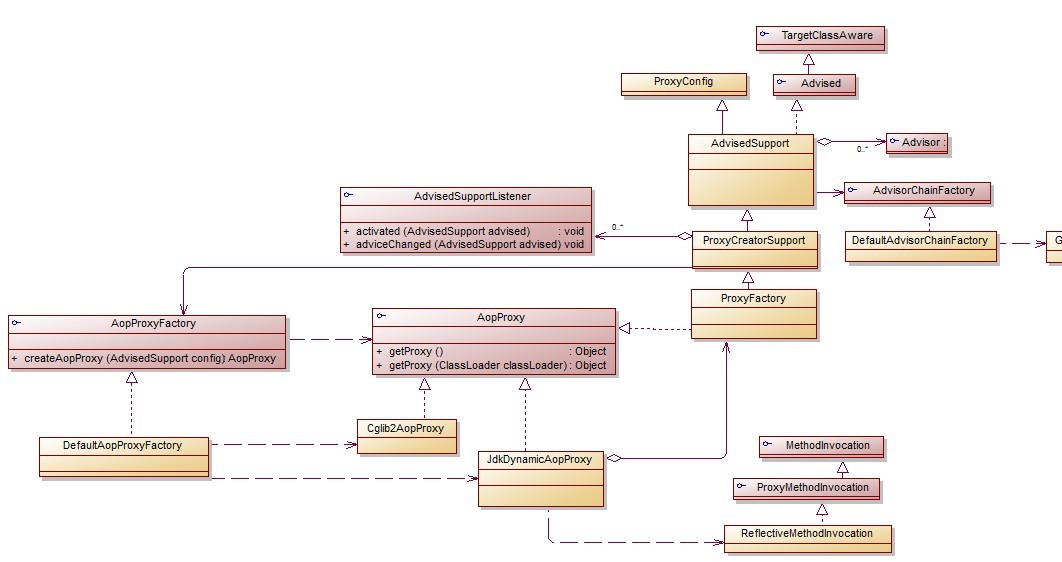 TargetClassAware
ProxyConfig
Advised
AdvisedSupport
Advisor :
0..*
AdvisorChainFactory
AdvisedSupportListener
+ activated (AdvisedSupport advised) : void
+ adviceChanged (AdvisedSupport advised) void
0..*
ProxyCreatorSupport
DefaultAdvisorChainFactory
G
ProxyFactory
AopProxyFactory
+ createAopProxy (AdvisedSupport config) AopProxy
AopProxy
+ getProxy () : Object
+ getProxy (ClassLoader classLoader) : Object
DefaultAopProxyFactory
Cglib2AopProxy
JdkDynamicAopProxy
MethodInvocation
ProxyMethodInvocation
ReflectiveMethodInvocation